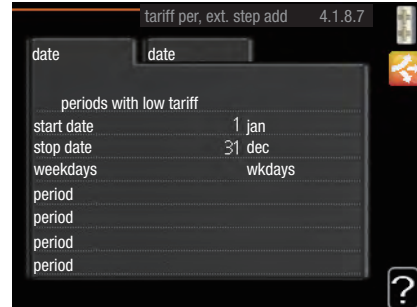 tariff per, ext. step add 4.1.8.7
date date
periods with low tariff
start date 1 jan
stop date 31 dec
weekdays wkdays
period
period
period
period
?